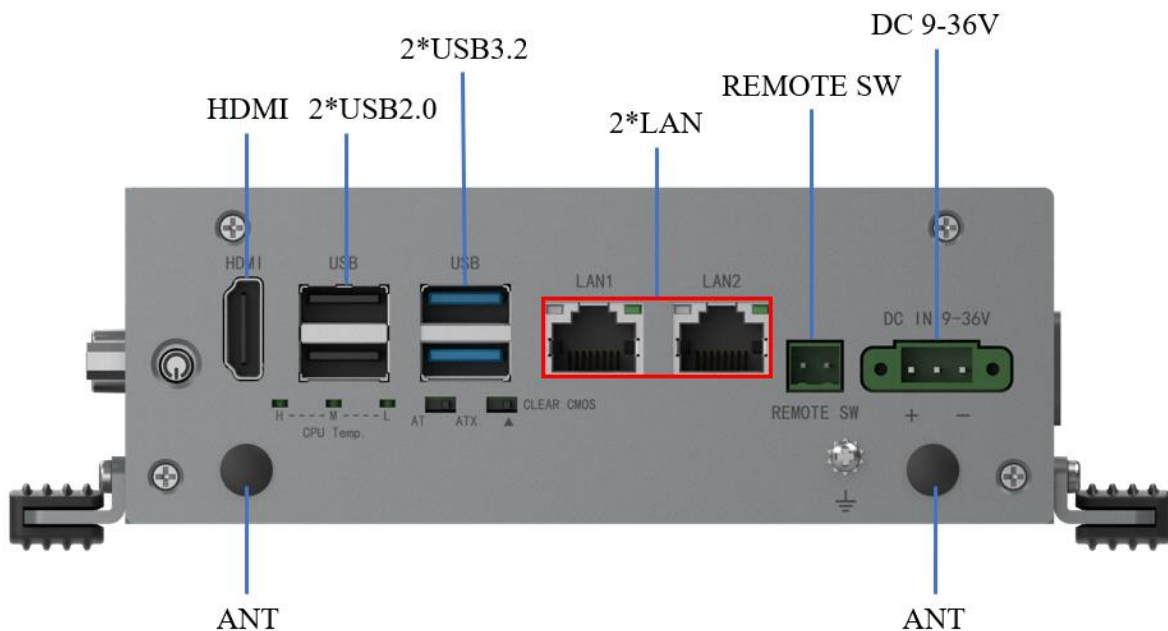 DC 9-36V
2*USB3.2
REMOTE SW
HDMI 2*USB2.0
2*LAN
HDMI
USB
USB
LAN1
LAN2
DC IN 9-36V
H M L
CPU Temp.
AT ATX
CLEAR CMOS
REMOTE SW
+ -
ANT
ANT